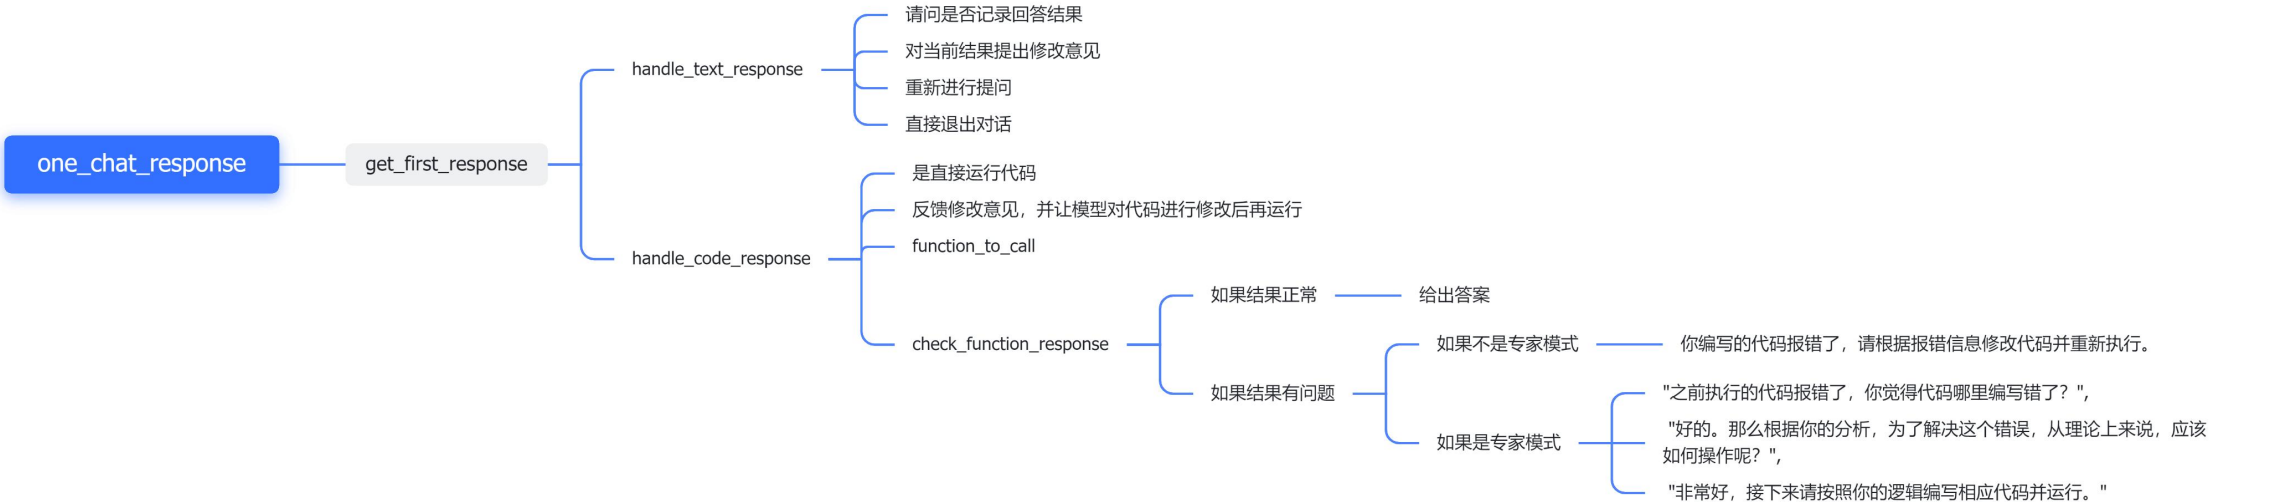 one_chat_response
get_first_response
handle_text_response
请问是否记录回答结果
对当前结果提出修改意见
重新进行提问
直接退出对话
handle_code_response
是直接运行代码
反馈修改意见，并让模型对代码进行修改后再运行
function_to_call
check_function_response
如果结果正常
给出答案
如果结果有问题
如果不是专家模式
你编写的代码报错了，请根据报错信息修改代码并重新执行。
如果是专家模式
"之前执行的代码报错了，你觉得代码哪里编写错了？",
"好的。那么根据你的分析，为了解决这个错误，从理论上来说，应该
如何操作呢？",
"非常好，接下来请按照你的逻辑编写相应代码并运行。"